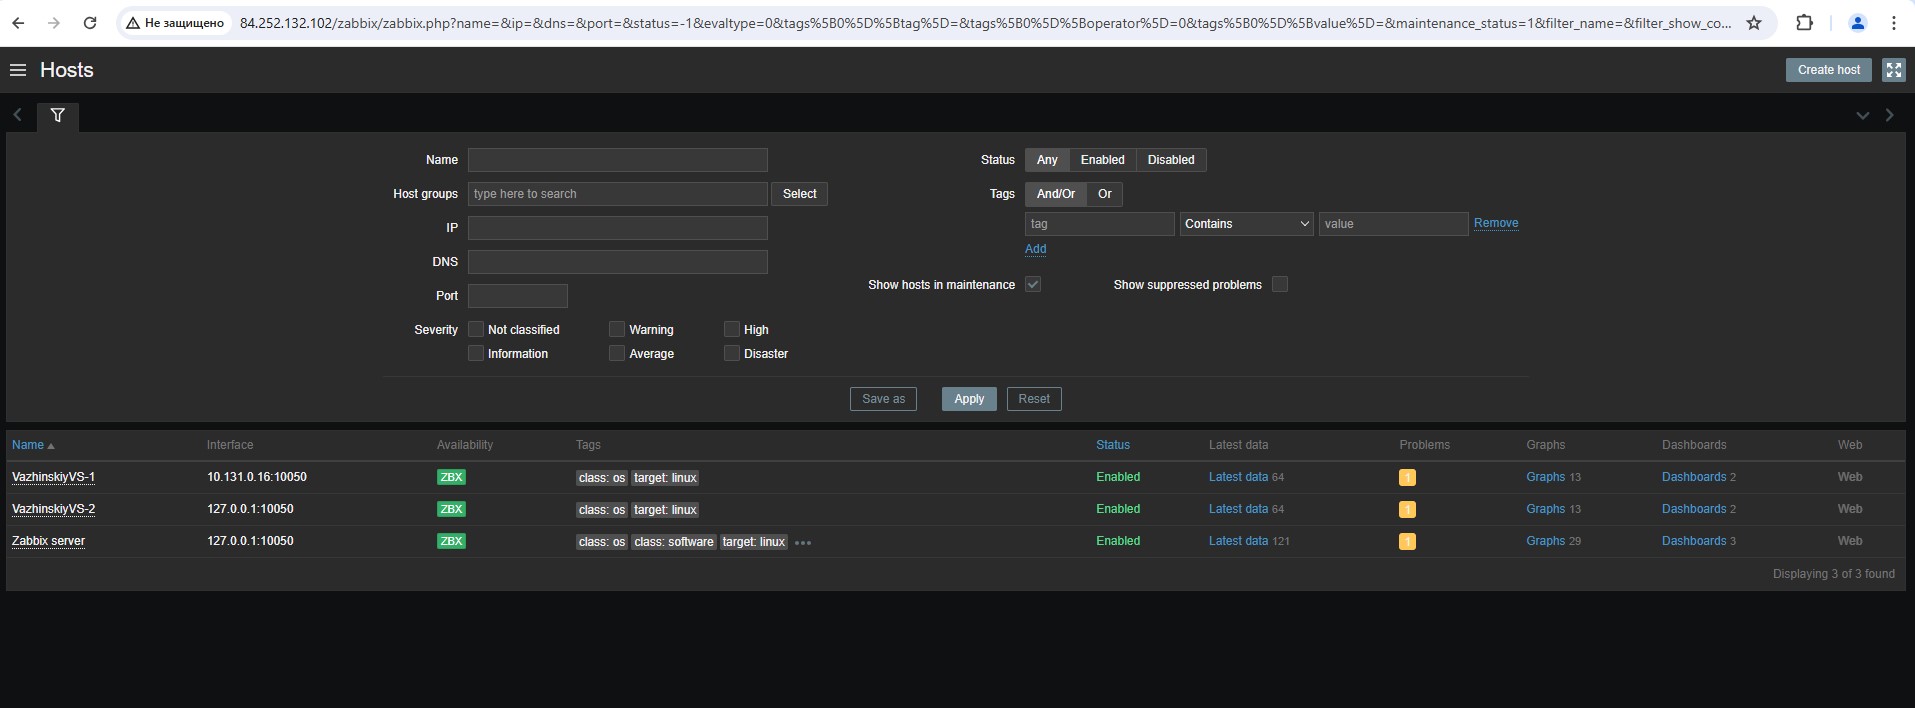 Не защищено 84.252.132.102/zabbix/zabbix.php?name=&ip=&dns=&port=&status=-1&evaltype=0&tags%5B0%5D%5Btag%5D=&tags%5B0%5D%5Boperator%5D=0&tags%5B0%5D%5Bvalue%5D=&maintenance_status=1&filter_name=&filter_show_co...
Hosts Create host
Name Status Any Enabled Disabled
Host groups type here to search Select Tags And/Or Or
IP tag Contains value Remove
DNS Add
Port Show hosts in maintenance Show suppressed problems
Severity Not classified Warning High
Information Average Disaster
Save as Apply Reset
Name Interface Availability Tags Status Latest data Problems Graphs Dashboards Web
VazhinskiyVS-1 10.131.0.16:10050 ZBX class: os target: linux Enabled Latest data 64 1 Graphs 13 Dashboards 2 Web
VazhinskiyVS-2 127.0.0.1:10050 ZBX class: os target: linux Enabled Latest data 64 1 Graphs 13 Dashboards 2 Web
Zabbix server 127.0.0.1:10050 ZBX class: os class: software target: linux ••• Enabled Latest data 121 1 Graphs 29 Dashboards 3 Web
Displaying 3 of 3 found